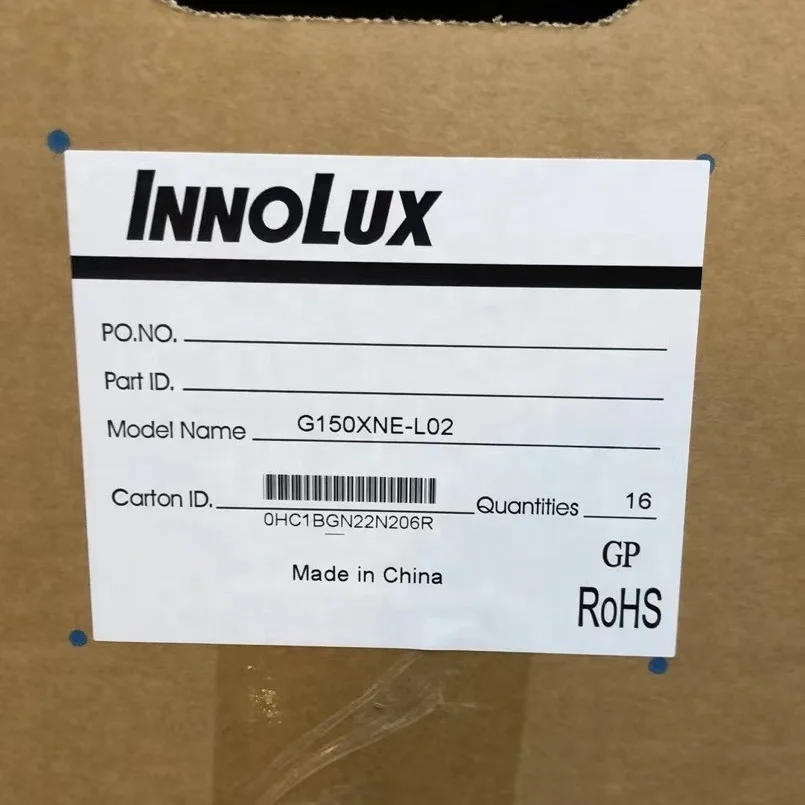 INNOLUX
PO.NO.
Part ID.
Model Name G150XNE-L02
Carton ID. Quantities 16
0HC1BGN22N206R
GP
Made in China
RoHS